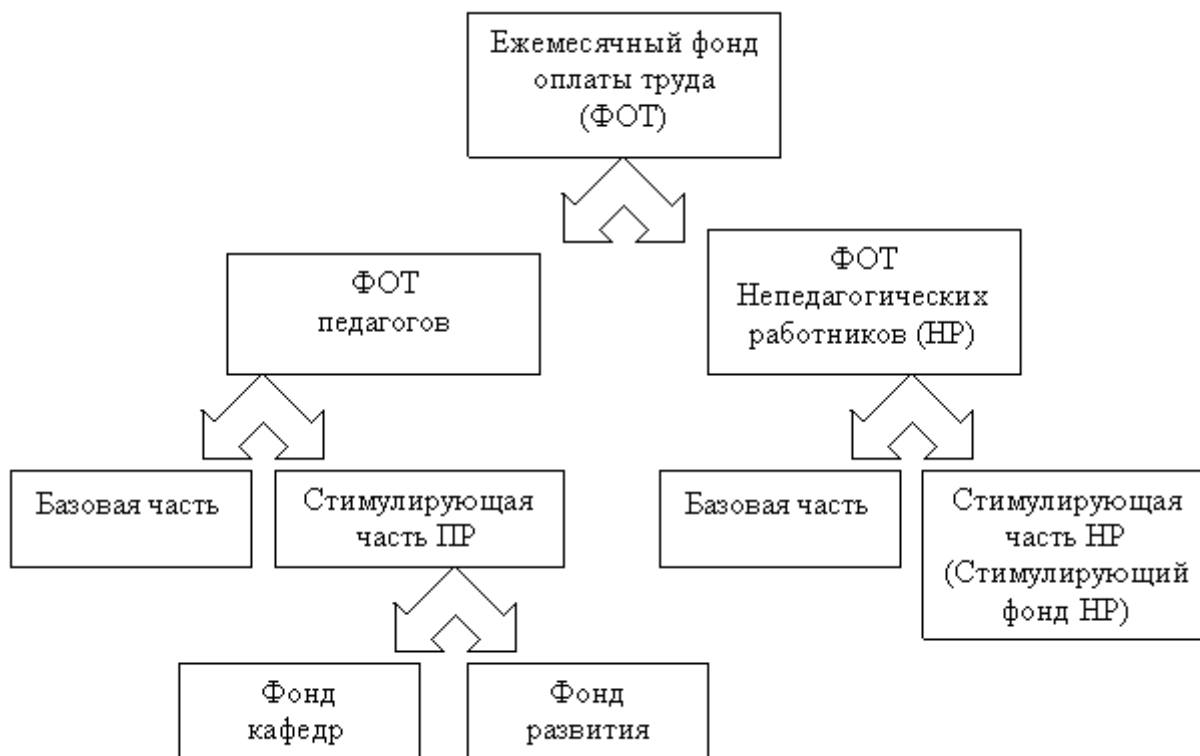 Ежемесячный фонд
оплаты труда
(ФОТ)
ФОТ
педагогов
ФОТ
Непедагогических
работников (НР)
Базовая часть
Стимулирующая
часть ПР
Базовая часть
Стимулирующая
часть НР
(Стимулирующий
фонд НР)
Фонд
кафедр
Фонд
развития